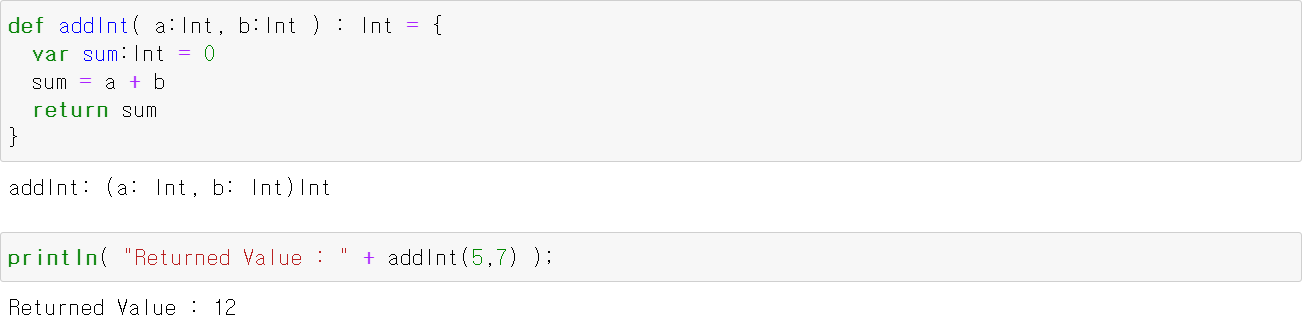 def addInt( a:Int, b:Int ) : Int = {
  var sum:Int = 0
  sum = a + b
  return sum
}
addInt: (a: Int, b: Int)Int
println( "Returned Value : " + addInt(5,7) );
Returned Value : 12